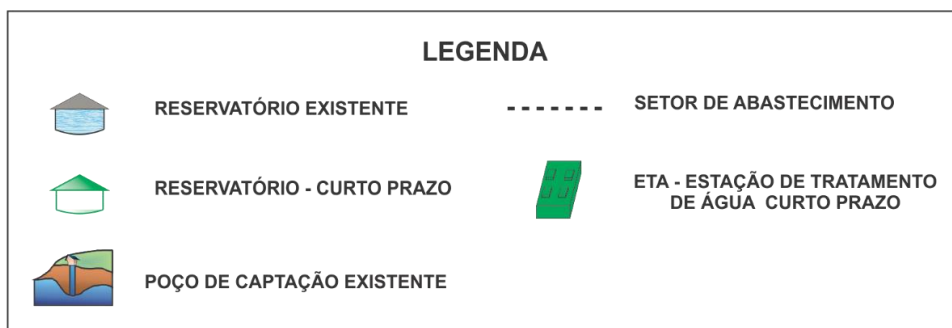 LEGENDA
RESERVATÓRIO EXISTENTE
SETOR DE ABASTECIMENTO
RESERVATÓRIO - CURTO PRAZO
ETA - ESTAÇÃO DE TRATAMENTO
DE ÁGUA CURTO PRAZO
POÇO DE CAPTAÇÃO EXISTENTE